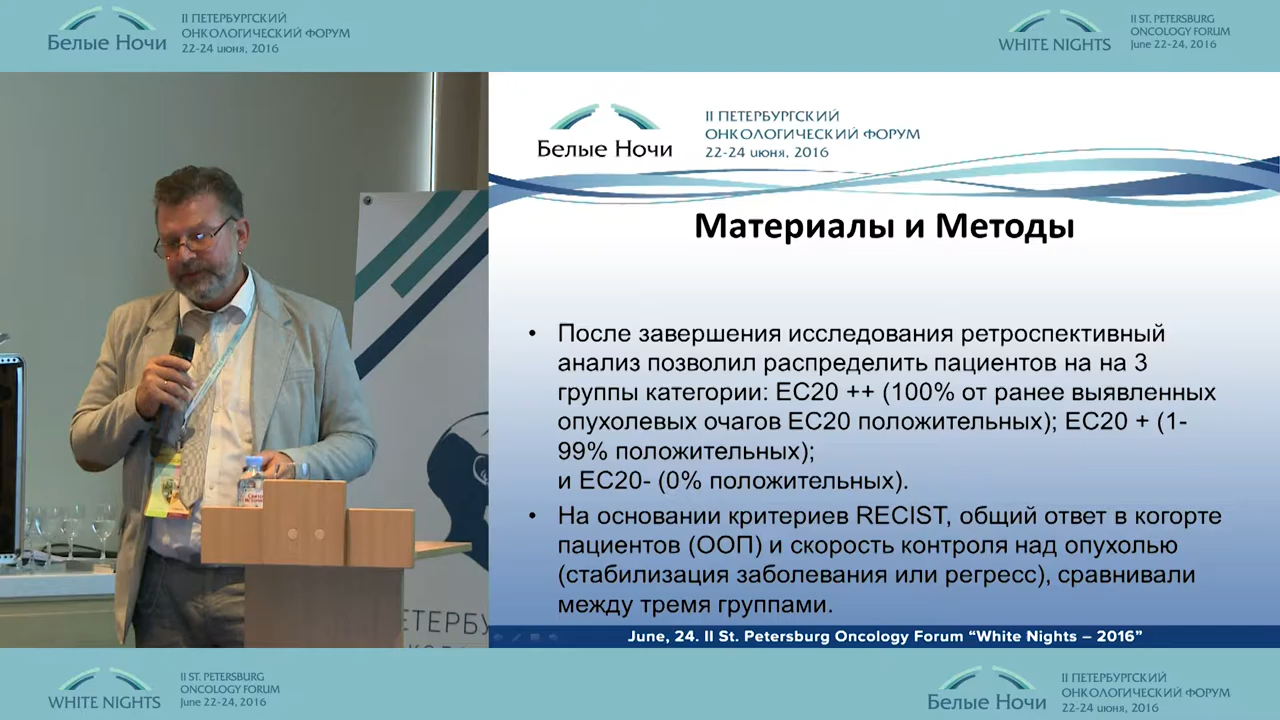 Белые Ночи
II ПЕТЕРБУРГСКИЙ
ОНКОЛОГИЧЕСКИЙ ФОРУМ
22-24 июня, 2016
WHITE NIGHTS
II ST. PETERSBURG
ONCOLOGY FORUM
June 22-24, 2016
Белые Ночи
II ПЕТЕРБУРГСКИЙ
ОНКОЛОГИЧЕСКИЙ ФОРУМ
22-24 июня, 2016
Материалы и Методы
• После завершения исследования ретроспективный
анализ позволил распределить пациентов на на 3
группы категории: EC20 ++ (100% от ранее выявленных
опухолевых очагов EC20 положительных); EC20 + (1-
99% положительных);
и EC20- (0% положительных).
• На основании критериев RECIST, общий ответ в когорте
пациентов (ООП) и скорость контроля над опухолью
(стабилизация заболевания или регресс), сравнивали
между тремя группами.
June, 24. II St. Petersburg Oncology Forum “White Nights – 2016”
ЕТЕРБУ
WHITE NIGHTS
II ST. PETERSBURG
ONCOLOGY FORUM
June 22-24, 2016
Белые Ночи
II ПЕТЕРБУРГСКИЙ
ОНКОЛОГИЧЕСКИЙ ФОРУМ
22-24 июня, 2016